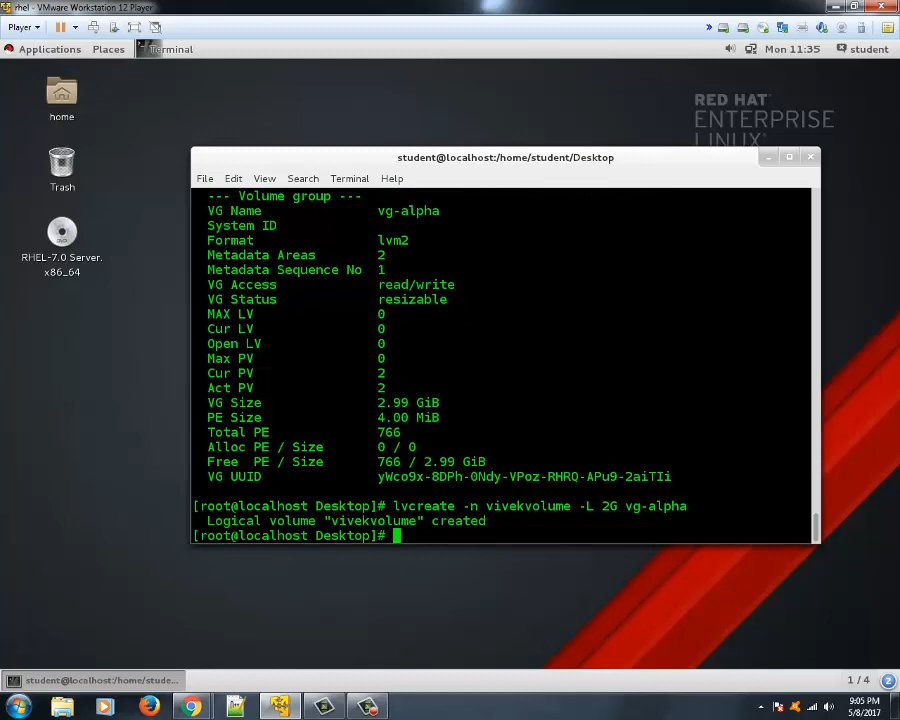 rhel - VMware Workstation 12 Player
Player
Applications Places Terminal Mon 11:35 student
home
Trash
RHEL-7.0 Server.
x86_64
RED HAT
ENTERPRISE
LINUX
student@localhost:/home/student/Desktop
File Edit View Search Terminal Help
--- Volume group ---
VG Name vg-alpha
System ID
Format lvm2
Metadata Areas 2
Metadata Sequence No 1
VG Access read/write
VG Status resizable
MAX LV 0
Cur LV 0
Open LV 0
Max PV 0
Cur PV 2
Act PV 2
VG Size 2.99 GiB
PE Size 4.00 MiB
Total PE 766
Alloc PE / Size 0 / 0
Free PE / Size 766 / 2.99 GiB
VG UUID yWco9x-8DPh-0Ndy-VPoz-RHRQ-APu9-2aiTIi
[root@localhost Desktop]# lvcreate -n vivekvolume -L 2G vg-alpha
Logical volume "vivekvolume" created
[root@localhost Desktop]#
student@localhost:/home/stude... 1 / 4 2
9:05 PM
5/8/2017